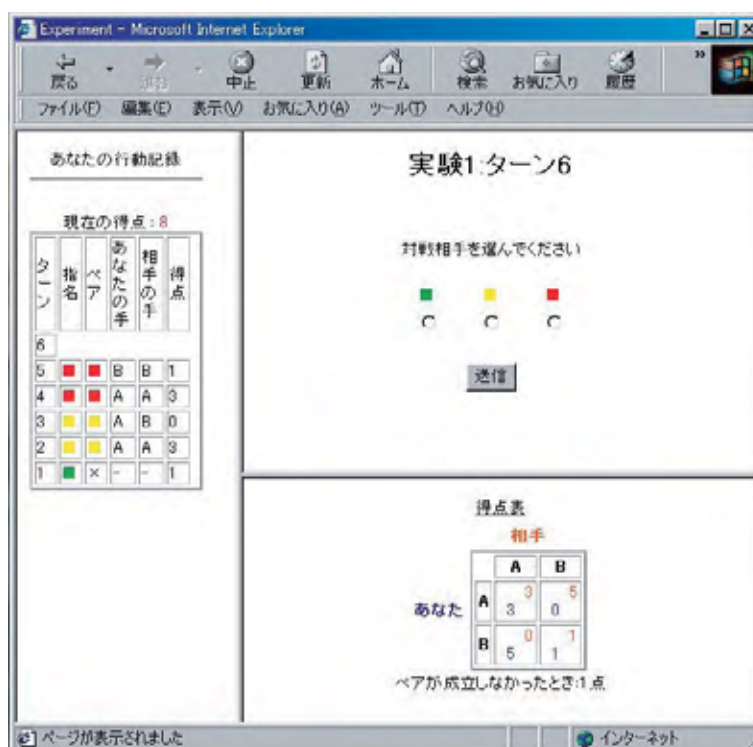 Experiment - Microsoft Internet Explorer
戻る 進む 中止 更新 ホーム 検索 お気に入り 履歴 »
ファイル(F) 編集(E) 表示(V) お気に入り(A) ツール(T) ヘルプ(H)
あなたの行動記録
現在の得点:8
ターン 指名 ペア あなたの手 相手の手 得点
6
5 B B 1
4 A A 3
3 A B 0
2 A A 3
1 × - - 1
実験1:ターン6
対戦相手を選んでください
送信
得点表
相手
A B
あなた A 3 3 5 0
B 0 5 1 1
ペアが成立しなかったとき:1点
ページが表示されました インターネット